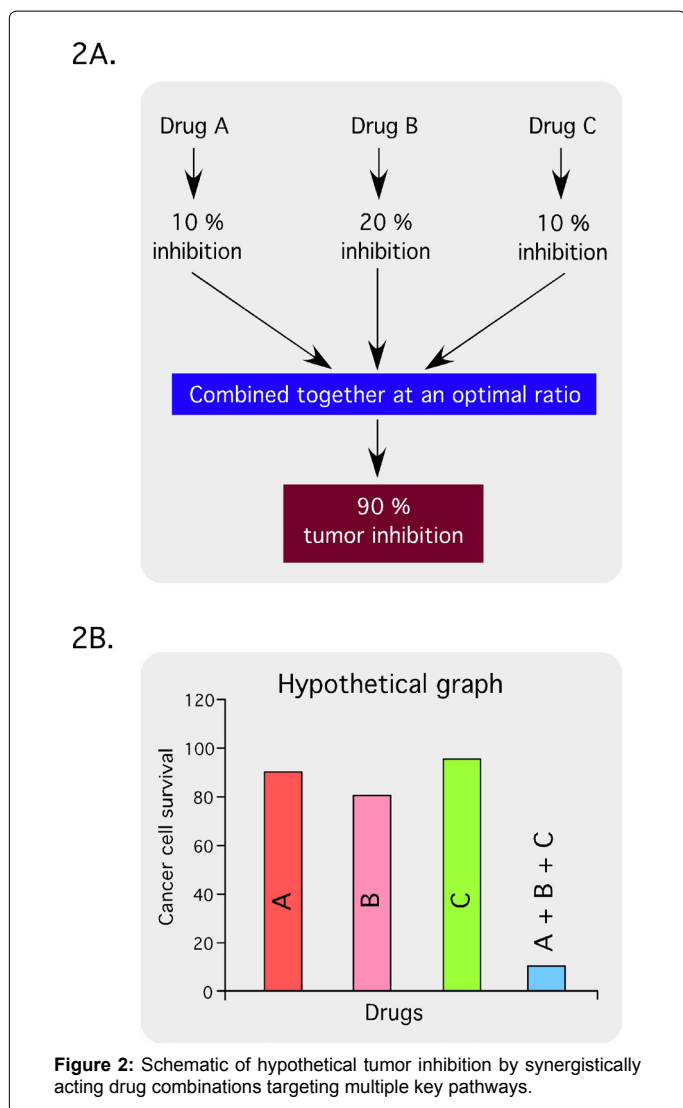 2A.
Drug A
Drug B
Drug C
10 %
inhibition
20 %
inhibition
10 %
inhibition
Combined together at an optimal ratio
90 %
tumor inhibition
2B.
Hypothetical graph
Cancer cell survival
120
100
80
60
40
20
0
A
B
C
A + B + C
Drugs
Figure 2: Schematic of hypothetical tumor inhibition by synergistically
acting drug combinations targeting multiple key pathways.